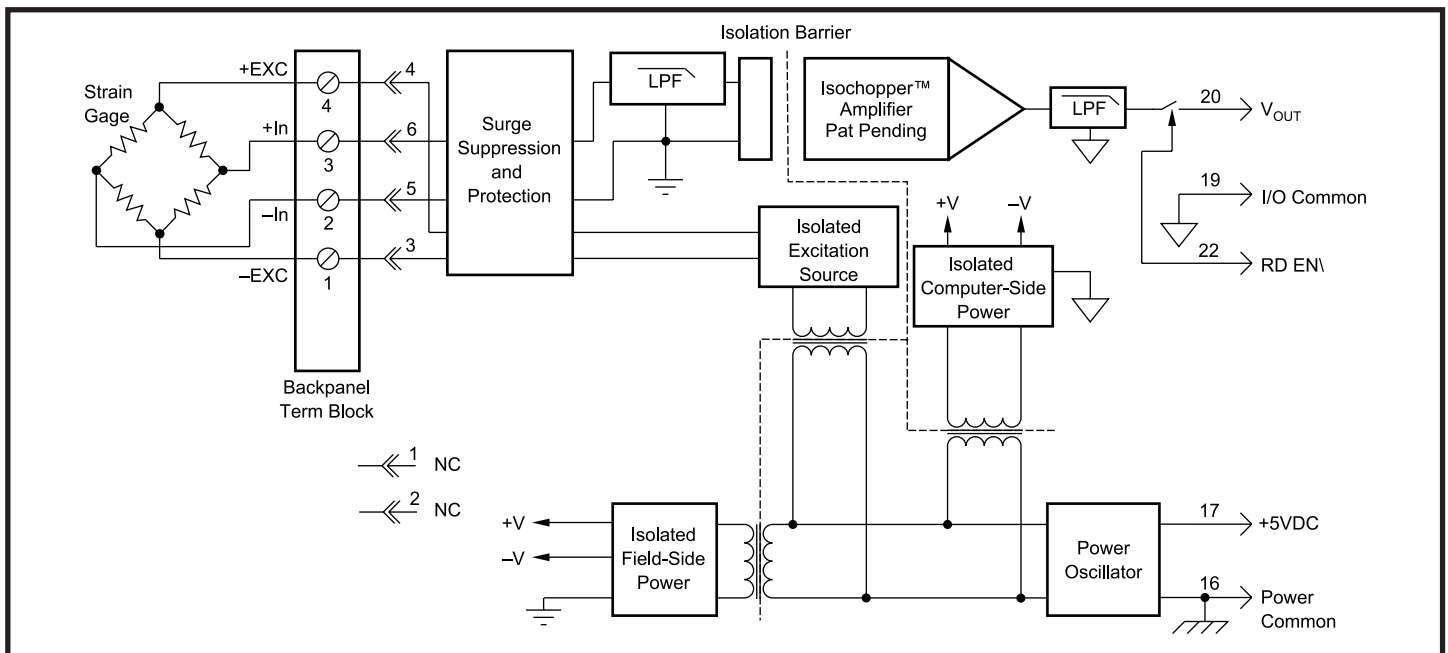 Isolation Barrier
Strain
Gage
+EXC
4
4
+In
3
6
–In
2
5
–EXC
1
3
Backpanel
Term Block
Surge
Suppression
and
Protection
LPF
Isochopper™
Amplifier
Pat Pending
LPF
20
V_OUT
19
I/O Common
22
RD EN\
Isolated
Excitation
Source
+V
–V
Isolated
Computer-Side
Power
1
NC
2
NC
+V
–V
Isolated
Field-Side
Power
Power
Oscillator
17
+5VDC
16
Power
Common